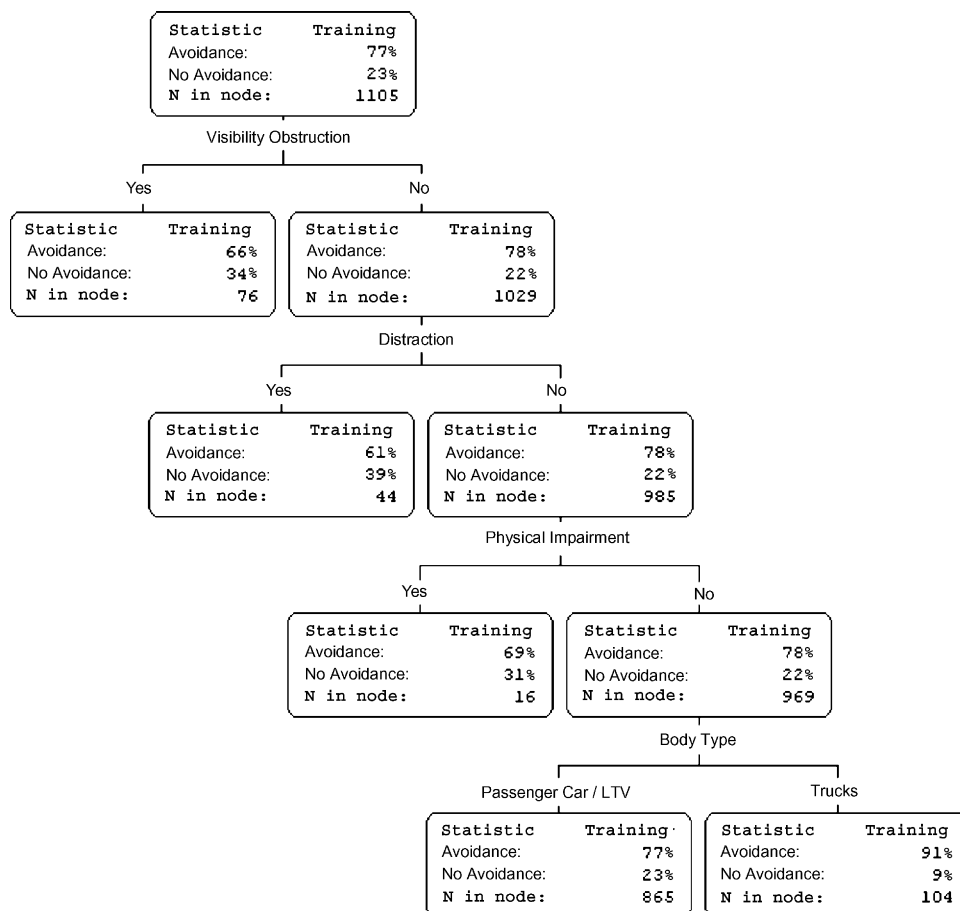 Statistic Training
Avoidance: 77%
No Avoidance: 23%
N in node: 1105
Visibility Obstruction
Yes No
Statistic Training
Avoidance: 66%
No Avoidance: 34%
N in node: 76
Statistic Training
Avoidance: 78%
No Avoidance: 22%
N in node: 1029
Distraction
Yes No
Statistic Training
Avoidance: 61%
No Avoidance: 39%
N in node: 44
Statistic Training
Avoidance: 78%
No Avoidance: 22%
N in node: 985
Physical Impairment
Yes No
Statistic Training
Avoidance: 69%
No Avoidance: 31%
N in node: 16
Statistic Training
Avoidance: 78%
No Avoidance: 22%
N in node: 969
Body Type
Passenger Car / LTV Trucks
Statistic Training
Avoidance: 77%
No Avoidance: 23%
N in node: 865
Statistic Training
Avoidance: 91%
No Avoidance: 9%
N in node: 104